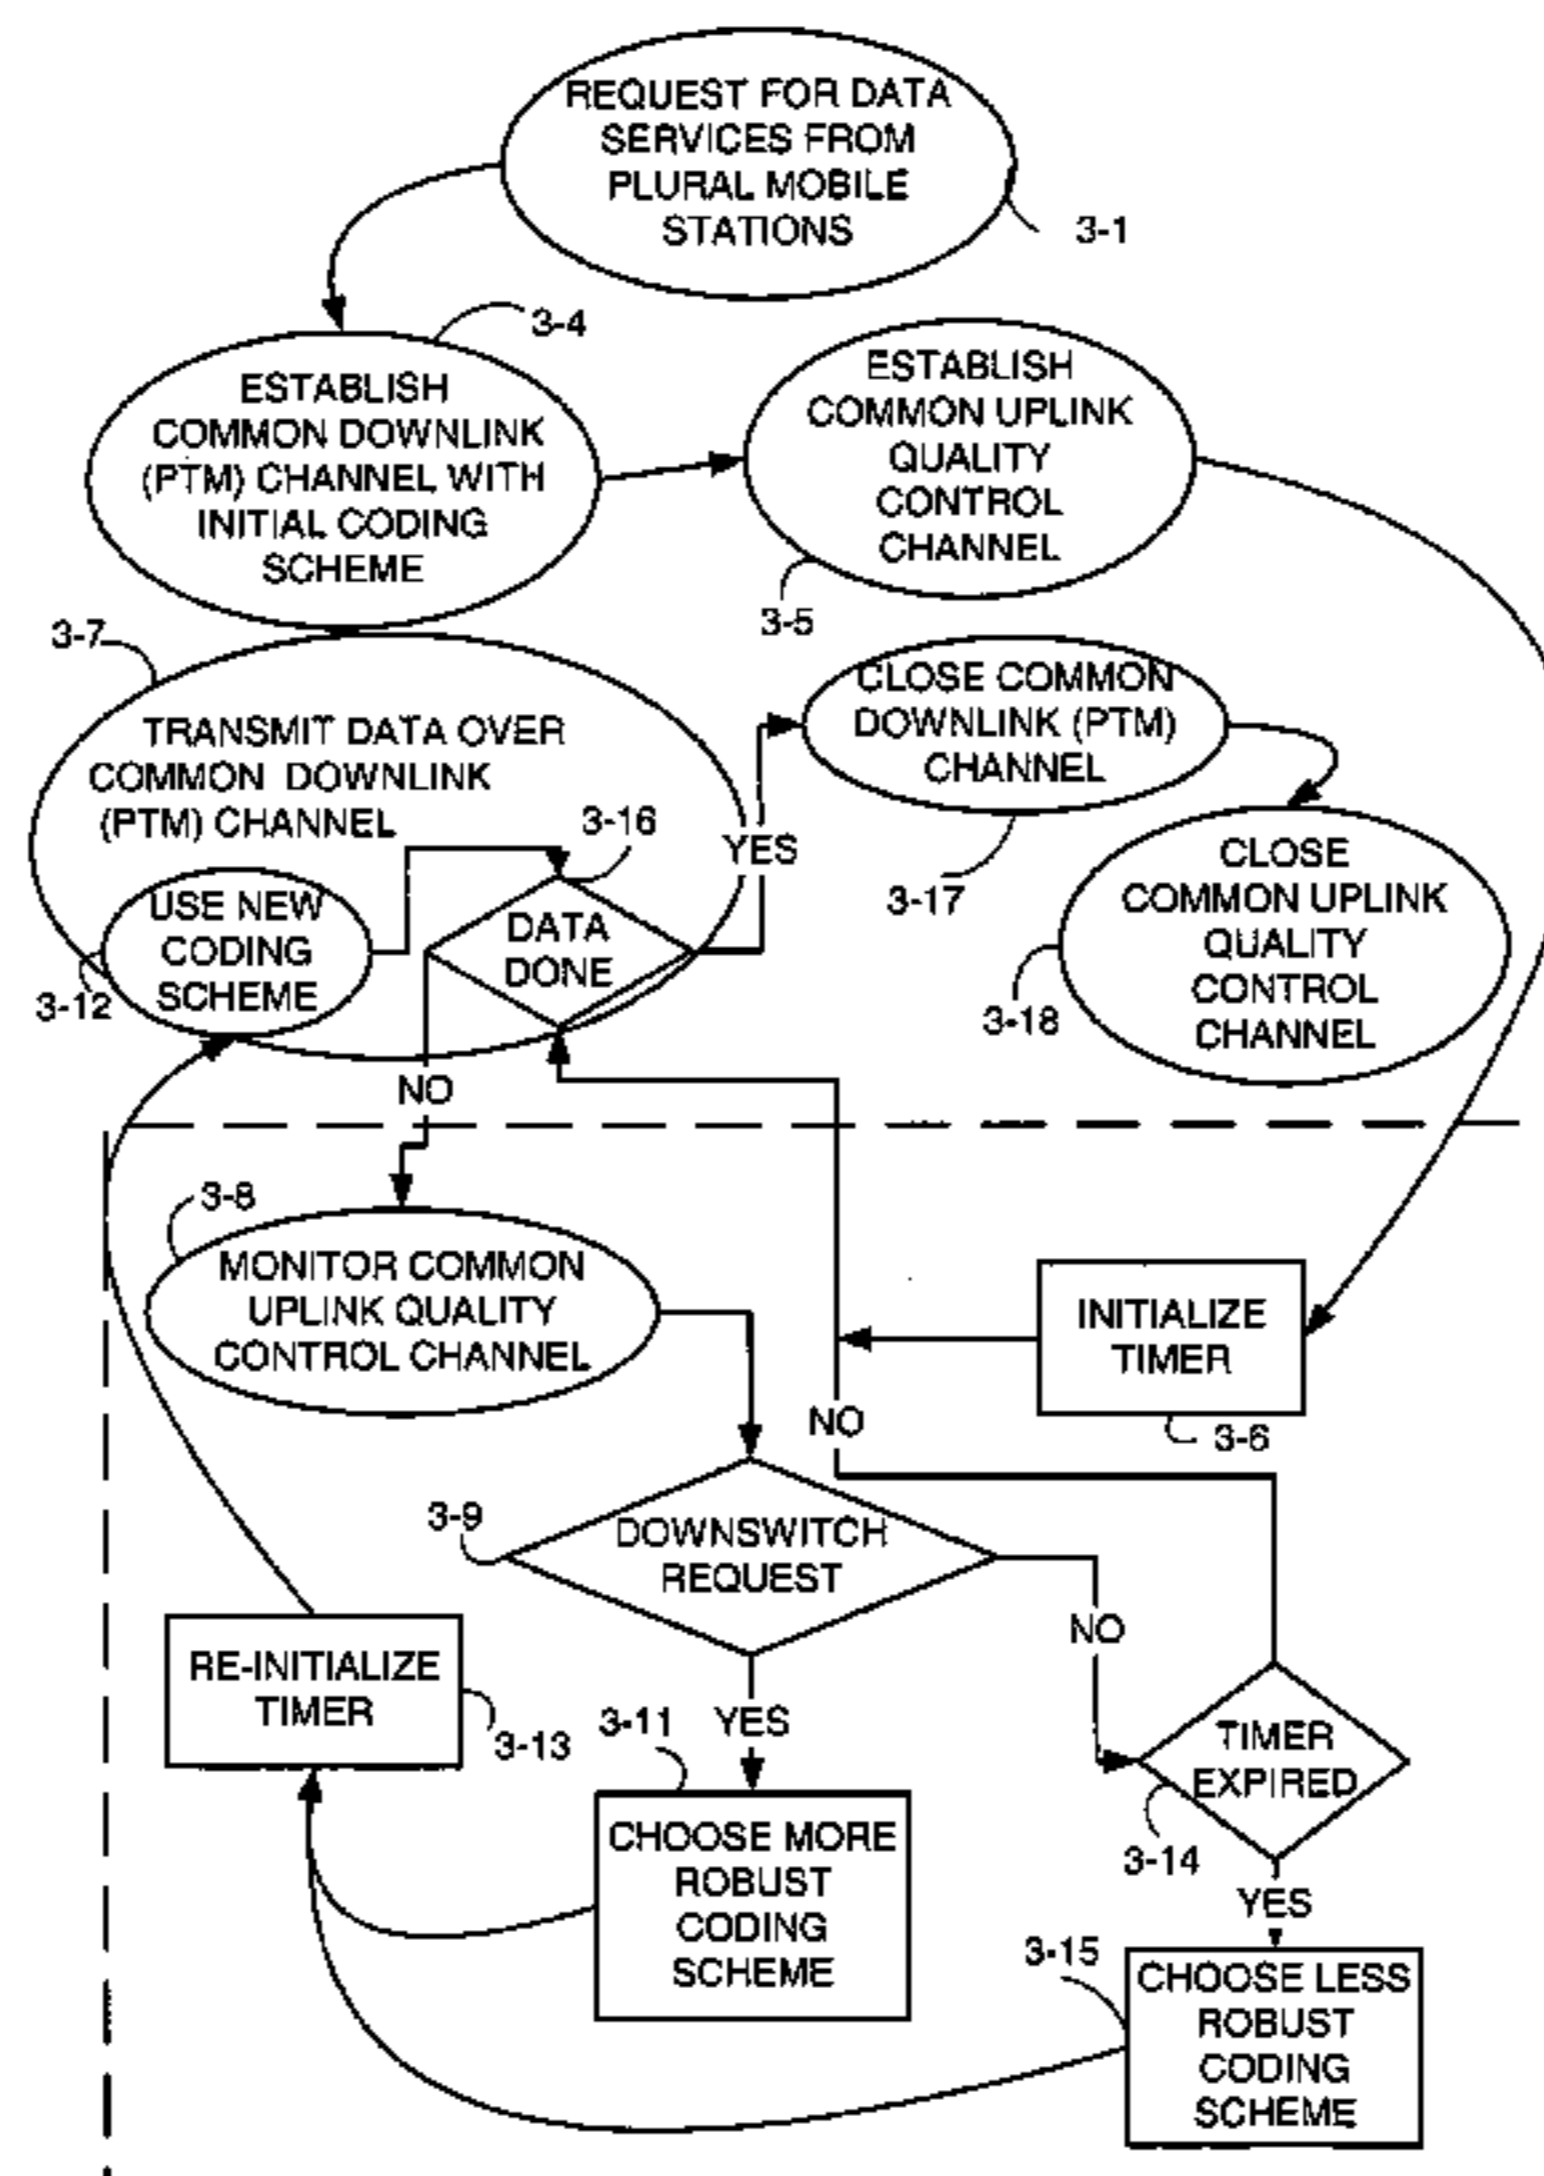 REQUEST FOR DATA
SERVICES FROM
PLURAL MOBILE
STATIONS
3-1
3-4
ESTABLISH
COMMON DOWNLINK
(PTM) CHANNEL WITH
INITIAL CODING
SCHEME
ESTABLISH
COMMON UPLINK
QUALITY
CONTROL
CHANNEL
3-5
3-7
TRANSMIT DATA OVER
COMMON DOWNLINK
(PTM) CHANNEL
CLOSE COMMON
DOWNLINK (PTM)
CHANNEL
3-17
3-16
YES
USE NEW
CODING
SCHEME
3-12
DATA
DONE
NO
CLOSE
COMMON UPLINK
QUALITY
CONTROL
CHANNEL
3-18
3-8
MONITOR COMMON
UPLINK QUALITY
CONTROL CHANNEL
INITIALIZE
TIMER
3-6
NO
3-9
DOWNSWITCH
REQUEST
NO
RE-INITIALIZE
TIMER
3-13
3-11
YES
TIMER
EXPIRED
3-14
YES
CHOOSE MORE
ROBUST
CODING
SCHEME
3-15
CHOOSE LESS
ROBUST
CODING
SCHEME